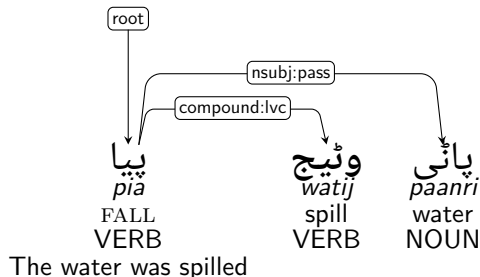 root
nsubj:pass
compound:lvc
پاݨی وٹیج پیا
pia watij paanri
FALL spill water
VERB VERB NOUN
The water was spilled